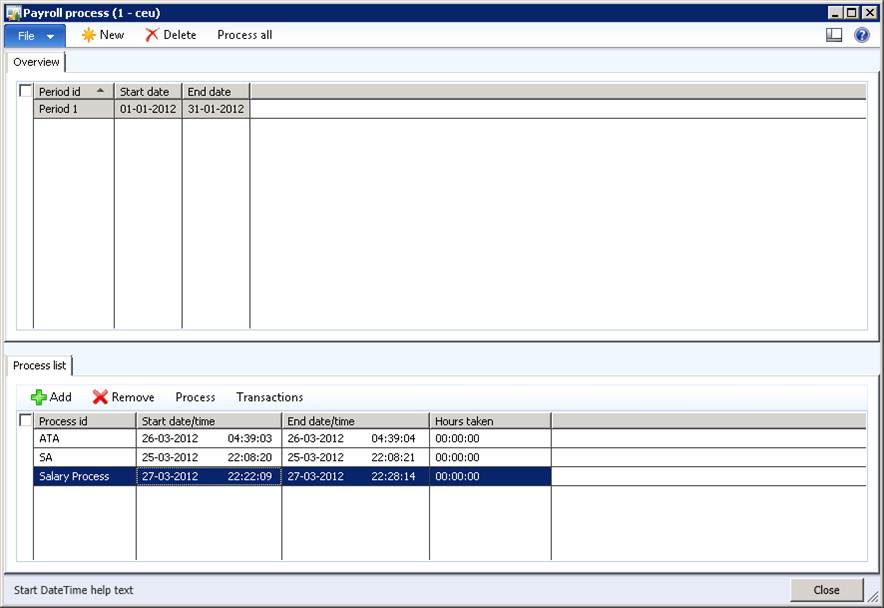 Payroll process (1 - ceu)
File New Delete Process all
Overview
Period id Start date End date
Period 1 01-01-2012 31-01-2012
Process list
Add Remove Process Transactions
Process id Start date/time End date/time Hours taken
ATA 26-03-2012 04:39:03 26-03-2012 04:39:04 00:00:00
SA 25-03-2012 22:08:20 25-03-2012 22:08:21 00:00:00
Salary Process 27-03-2012 22:22:09 27-03-2012 22:28:14 00:00:00
Start DateTime help text Close